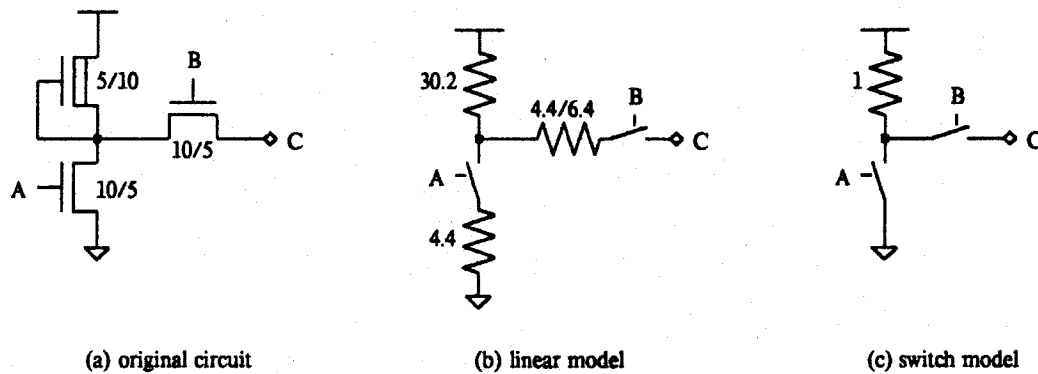 5/10
B
10/5
C
A
10/5
(a) original circuit
30.2
4.4/6.4
B
C
A
4.4
(b) linear model
1
B
C
A
(c) switch model